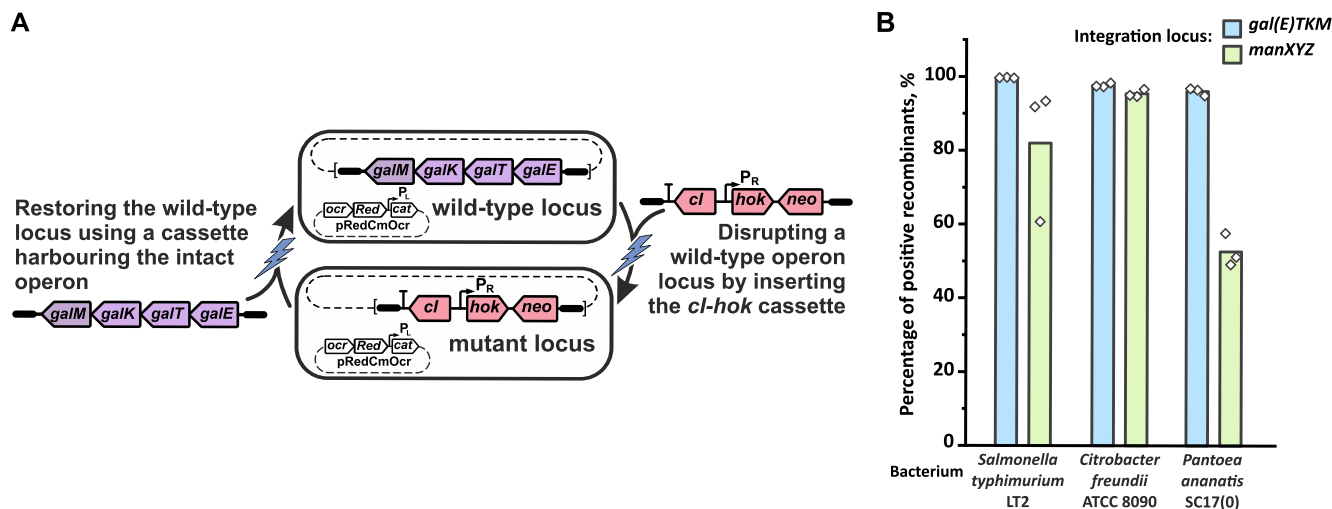 A
galM galK galT galE
P_L
ocr Red cat
pRedCmOcr
wild-type locus
Restoring the wild-type
locus using a cassette
harbouring the intact
operon
galM galK galT galE
P_R
cI hok neo
Disrupting a
wild-type operon
locus by inserting
the cI-hok cassette
P_R
cI hok neo
P_L
ocr Red cat
pRedCmOcr
mutant locus
B
Integration locus:
gal(E)TKM
manXYZ
Percentage of positive recombinants, %
100
80
60
40
20
0
Bacterium
Salmonella
typhimurium
LT2
Citrobacter
freundii
ATCC 8090
Pantoea
ananatis
SC17(0)